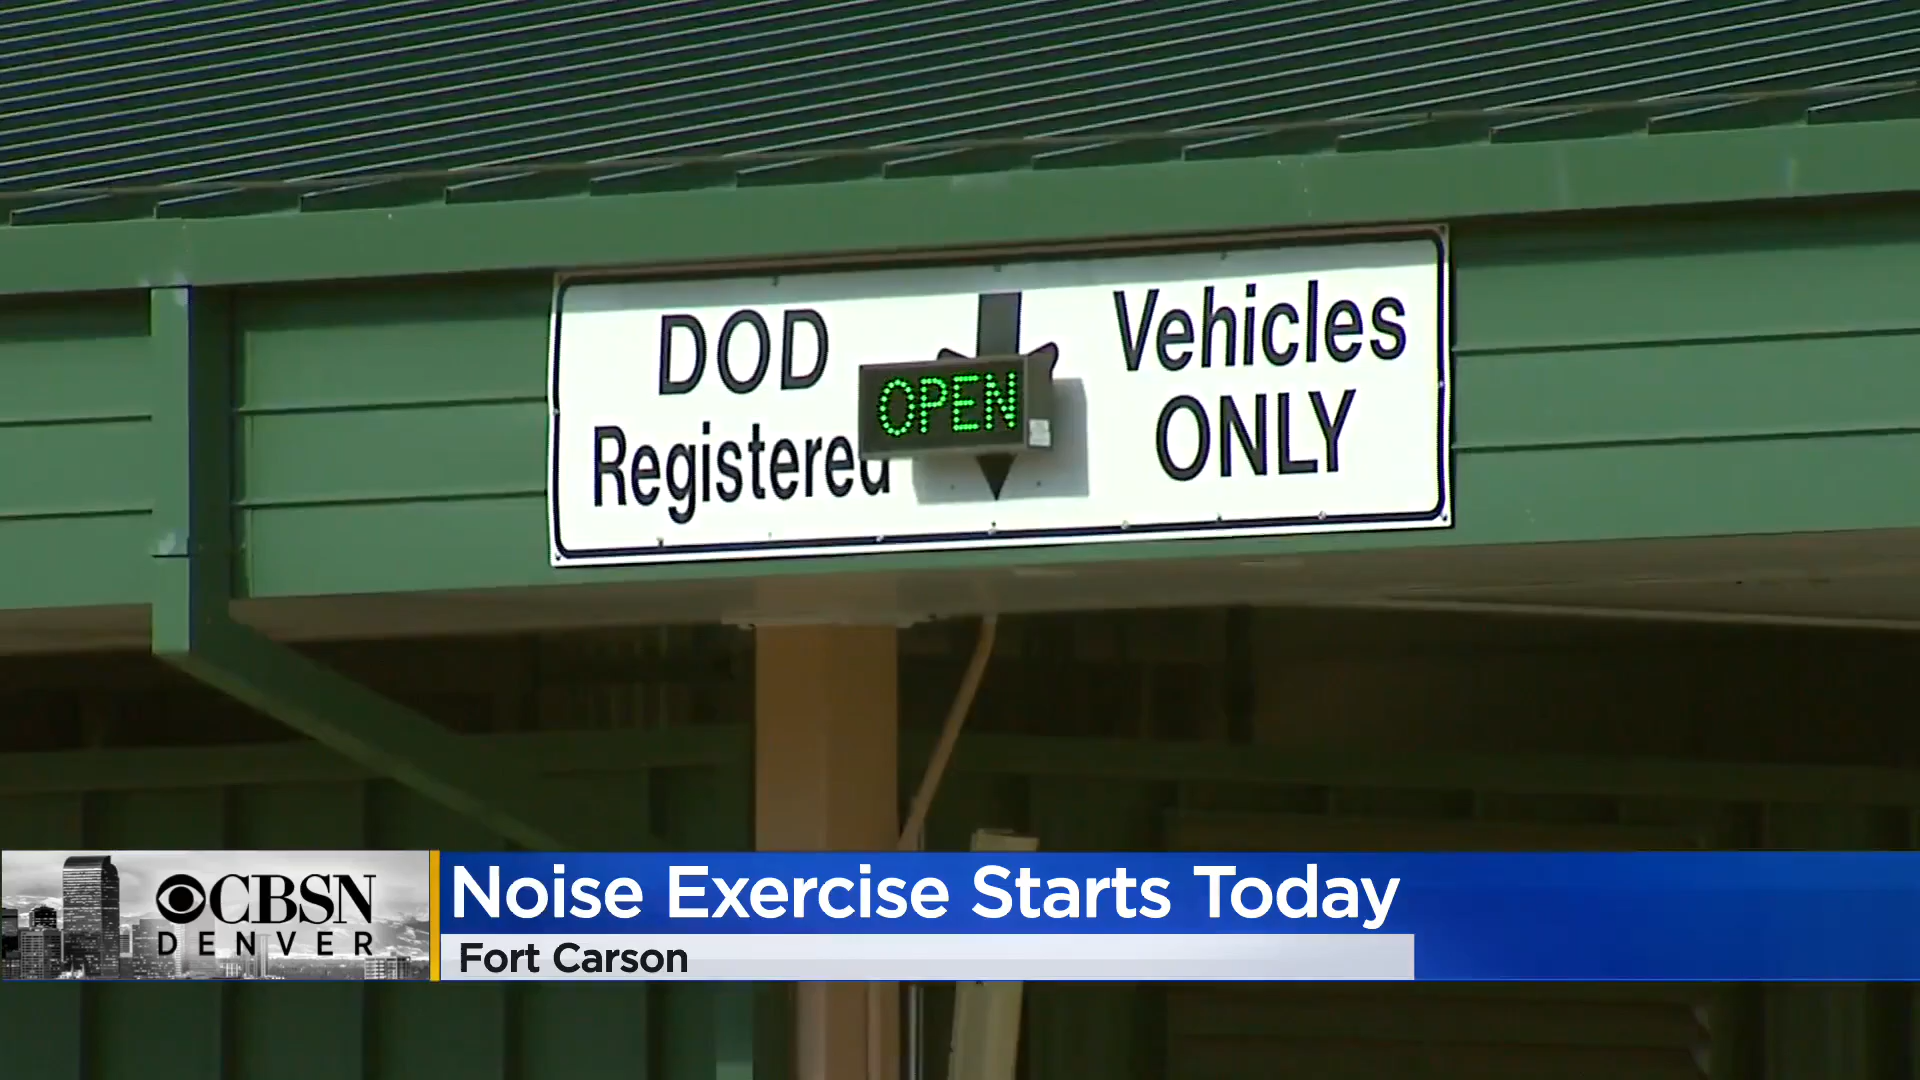 DOD
Registered
OPEN
Vehicles
ONLY
CBSN
DENVER
Noise Exercise Starts Today
Fort Carson